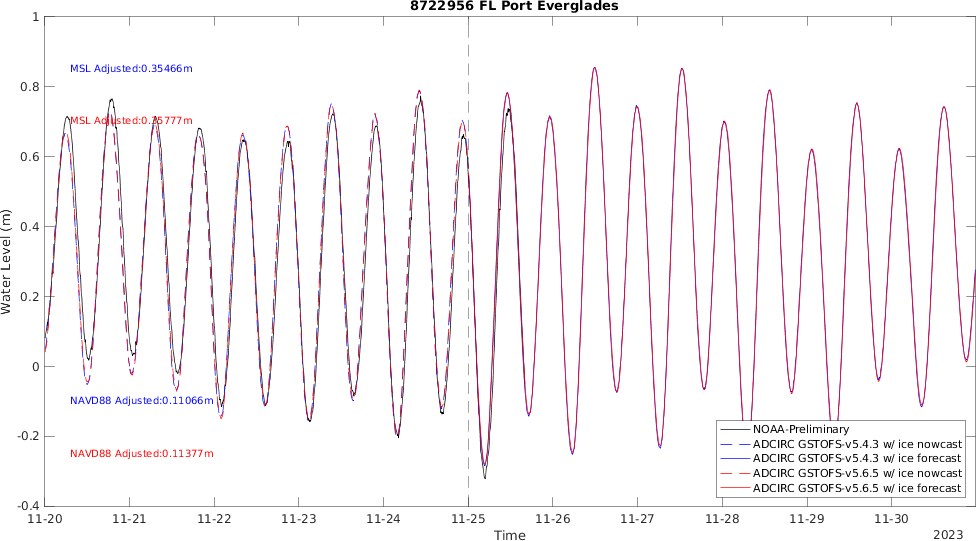 8722956 FL Port Everglades
Water Level (m)
1
0.8
0.6
0.4
0.2
0
-0.2
-0.4
MSL Adjusted:0.35466m
MSL Adjusted:0.35777m
NAVD88 Adjusted:0.11066m
NAVD88 Adjusted:0.11377m
NOAA-Preliminary
ADCIRC GSTOFS-v5.4.3 w/ ice nowcast
ADCIRC GSTOFS-v5.4.3 w/ ice forecast
ADCIRC GSTOFS-v5.6.5 w/ ice nowcast
ADCIRC GSTOFS-v5.6.5 w/ ice forecast
11-20 11-21 11-22 11-23 11-24 11-25 11-26 11-27 11-28 11-29 11-30
Time
2023